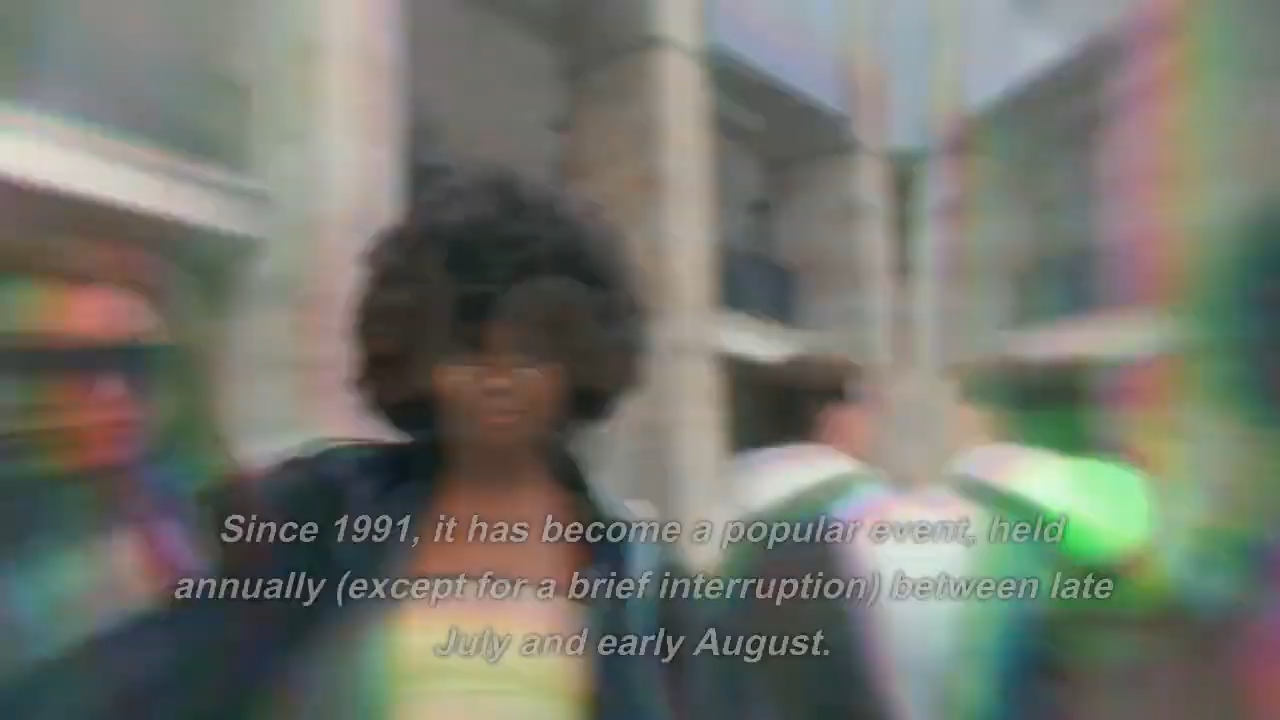 Since 1991, it has become a popular event, held
annually (except for a brief interruption) between late
July and early August.